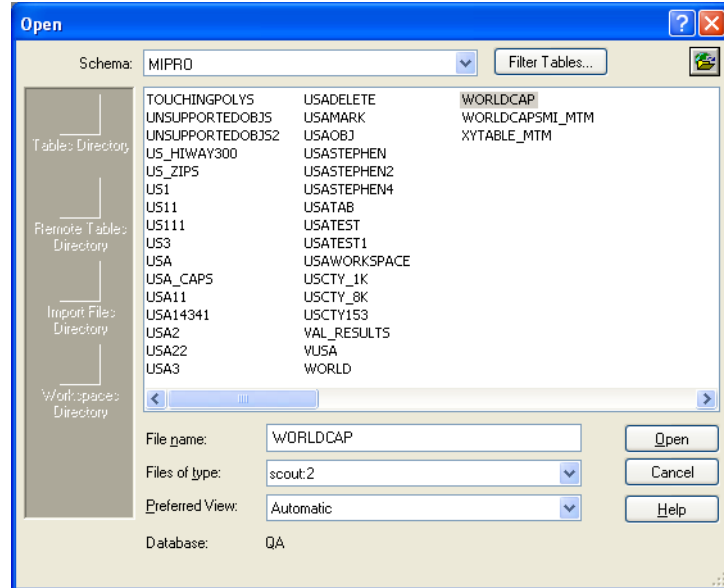 Open
Schema: MIPRO Filter Tables...
Tables Directory
Remote Tables
Directory
Import Files
Directory
Workspaces
Directory
TOUCHINGPOLYS USADELETE WORLDCAP
UNSUPPORTEDOBJS USAMARK WORLDCAPSMI_MTM
UNSUPPORTEDOBJS2 USAOBJ XYTABLE_MTM
US_HIWAY300 USASTEPHEN
US_ZIPS USASTEPHEN2
US1 USASTEPHEN4
US11 USATAB
US111 USATEST
US3 USATEST1
USA USAWORKSPACE
USA_CAPS USCTY_1K
USA11 USCTY_8K
USA14341 USCTY153
USA2 VAL_RESULTS
USA22 VUSA
USA3 WORLD
File name: WORLDCAP Open
Files of type: scout:2 Cancel
Preferred View: Automatic Help
Database: QA